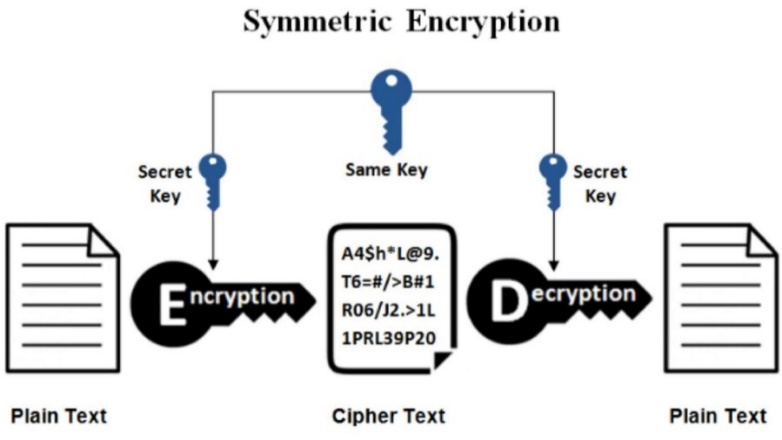 Symmetric Encryption
Secret
Key
Same Key
Secret
Key
Encryption
A4$h*L@9.
T6=#/>B#1
R06/J2.>1L
1PRL39P20
Decryption
Plain Text
Cipher Text
Plain Text